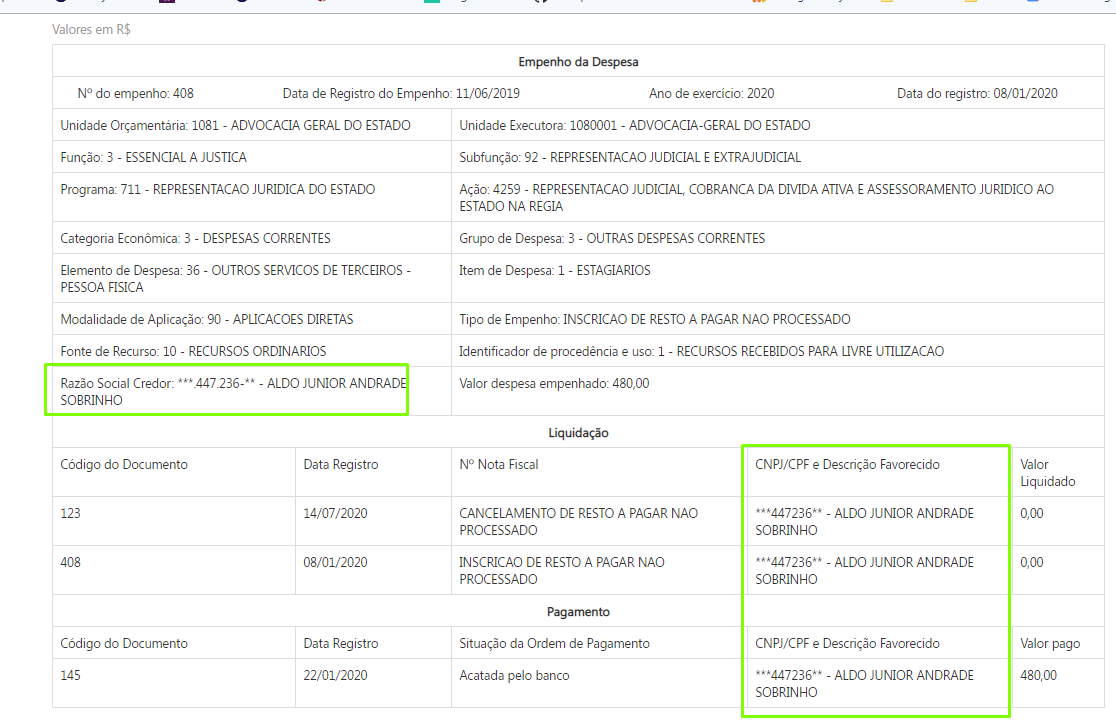 Valores em R$
Empenho da Despesa
Nº do empenho: 408 Data de Registro do Empenho: 11/06/2019 Ano de exercício: 2020 Data do registro: 08/01/2020
Unidade Orçamentária: 1081 - ADVOCACIA GERAL DO ESTADO Unidade Executora: 1080001 - ADVOCACIA-GERAL DO ESTADO
Função: 3 - ESSENCIAL A JUSTICA Subfunção: 92 - REPRESENTACAO JUDICIAL E EXTRAJUDICIAL
Programa: 711 - REPRESENTACAO JURIDICA DO ESTADO Ação: 4259 - REPRESENTACAO JUDICIAL, COBRANCA DA DIVIDA ATIVA E ASSESSORAMENTO JURIDICO AO
ESTADO NA REGIA
Categoria Econômica: 3 - DESPESAS CORRENTES Grupo de Despesa: 3 - OUTRAS DESPESAS CORRENTES
Elemento de Despesa: 36 - OUTROS SERVICOS DE TERCEIROS - 
PESSOA FISICA
Item de Despesa: 1 - ESTAGIARIOS
Modalidade de Aplicação: 90 - APLICACOES DIRETAS Tipo de Empenho: INSCRICAO DE RESTO A PAGAR NAO PROCESSADO
Fonte de Recurso: 10 - RECURSOS ORDINARIOS Identificador de procedência e uso: 1 - RECURSOS RECEBIDOS PARA LIVRE UTILIZACAO
Razão Social Credor: ***.447.236-** - ALDO JUNIOR ANDRADE
SOBRINHO
Valor despesa empenhado: 480,00
Liquidação
Código do Documento Data Registro Nº Nota Fiscal CNPJ/CPF e Descrição Favorecido Valor
Liquidado
123 14/07/2020 CANCELAMENTO DE RESTO A PAGAR NAO
PROCESSADO
***447236** - ALDO JUNIOR ANDRADE
SOBRINHO
0,00
408 08/01/2020 INSCRICAO DE RESTO A PAGAR NAO
PROCESSADO
***447236** - ALDO JUNIOR ANDRADE
SOBRINHO
0,00
Pagamento
Código do Documento Data Registro Situação da Ordem de Pagamento CNPJ/CPF e Descrição Favorecido Valor pago
145 22/01/2020 Acatada pelo banco ***447236** - ALDO JUNIOR ANDRADE
SOBRINHO
480,00